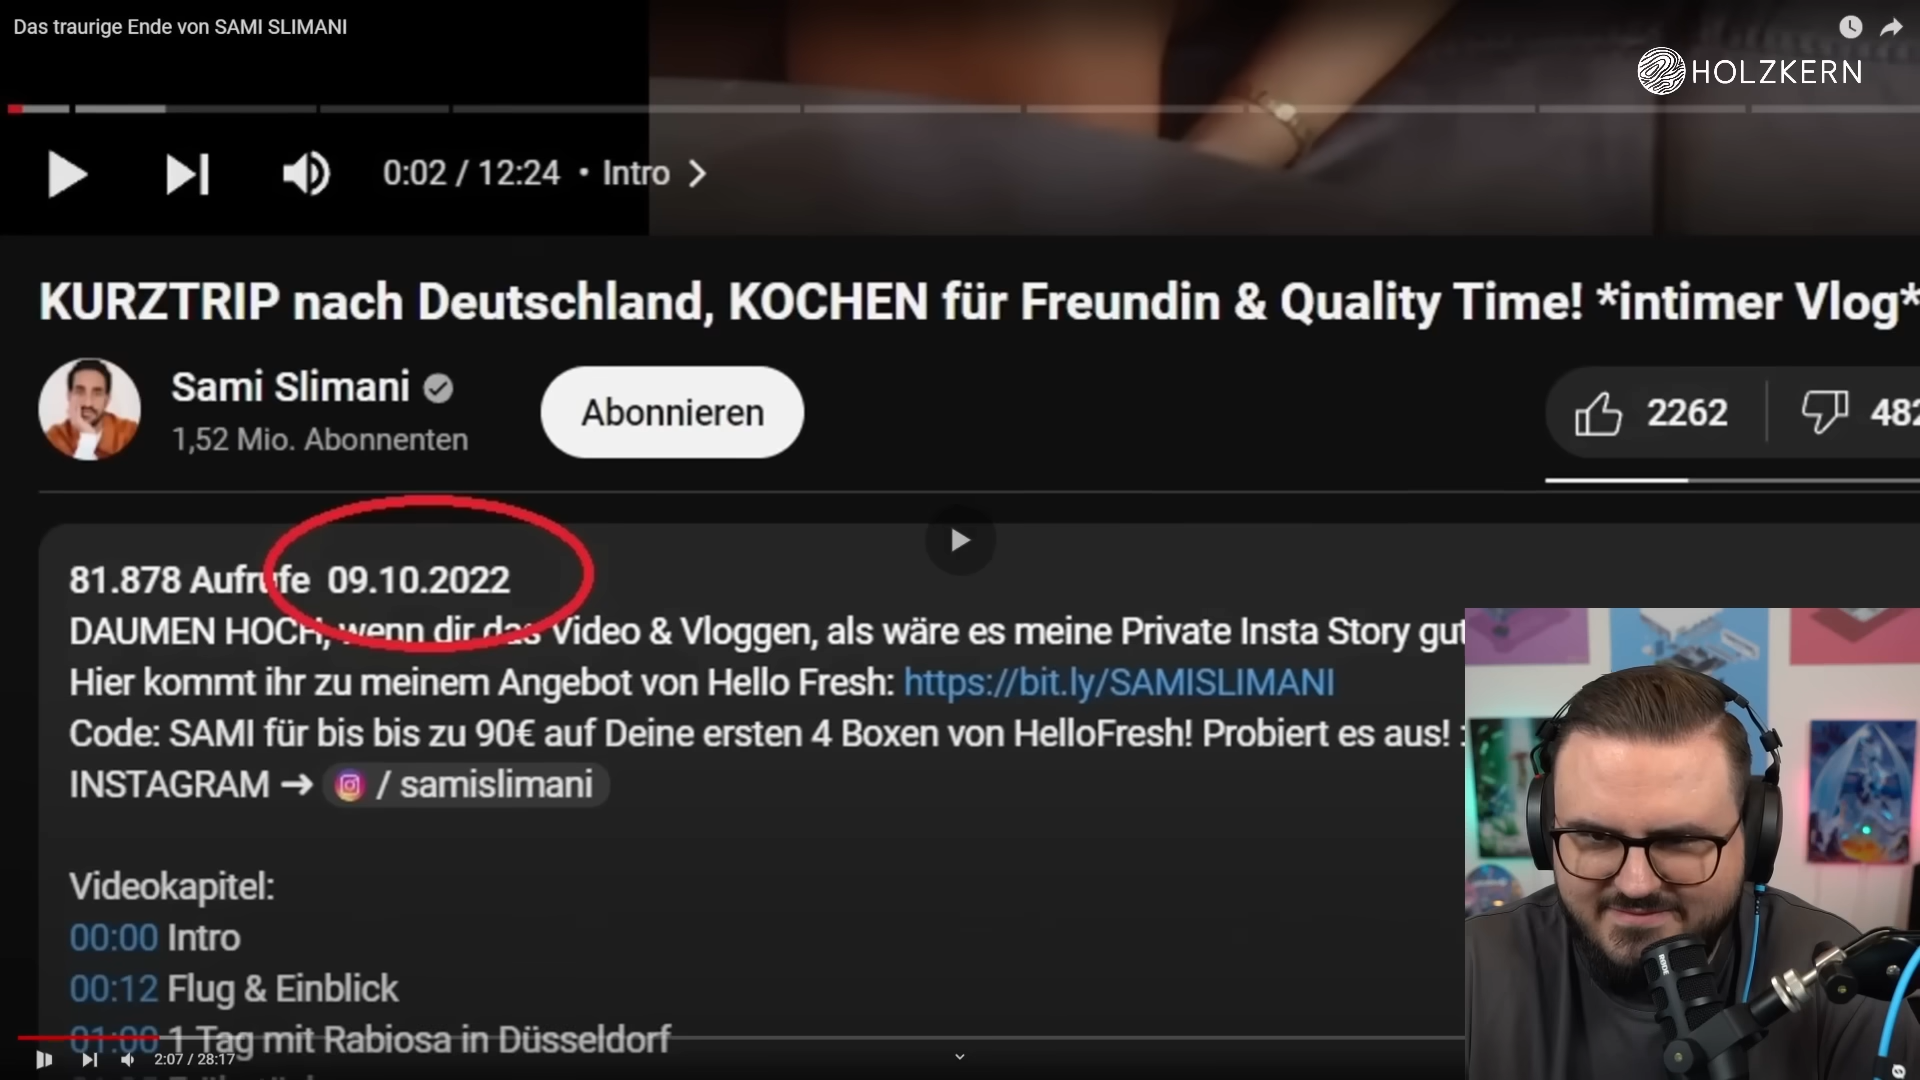 Das traurige Ende von SAMI SLIMANI
HOLZKERN
0:02 / 12:24 • Intro
KURZTRIP nach Deutschland, KOCHEN für Freundin & Quality Time! *intimer Vlog*
Sami Slimani
1,52 Mio. Abonnenten
Abonnieren
2262
482
81.878 Aufrufe 09.10.2022
DAUMEN HOCH, wenn dir das Video & Vloggen, als wäre es meine Private Insta Story gut
Hier kommt ihr zu meinem Angebot von Hello Fresh: https://bit.ly/SAMISLIMANI
Code: SAMI für bis bis zu 90€ auf Deine ersten 4 Boxen von HelloFresh! Probiert es aus! :
INSTAGRAM → / samislimani
Videokapitel:
00:00 Intro
00:12 Flug & Einblick
01:00 1 Tag mit Rabiosa in Düsseldorf
2:07 / 28:17
RODE